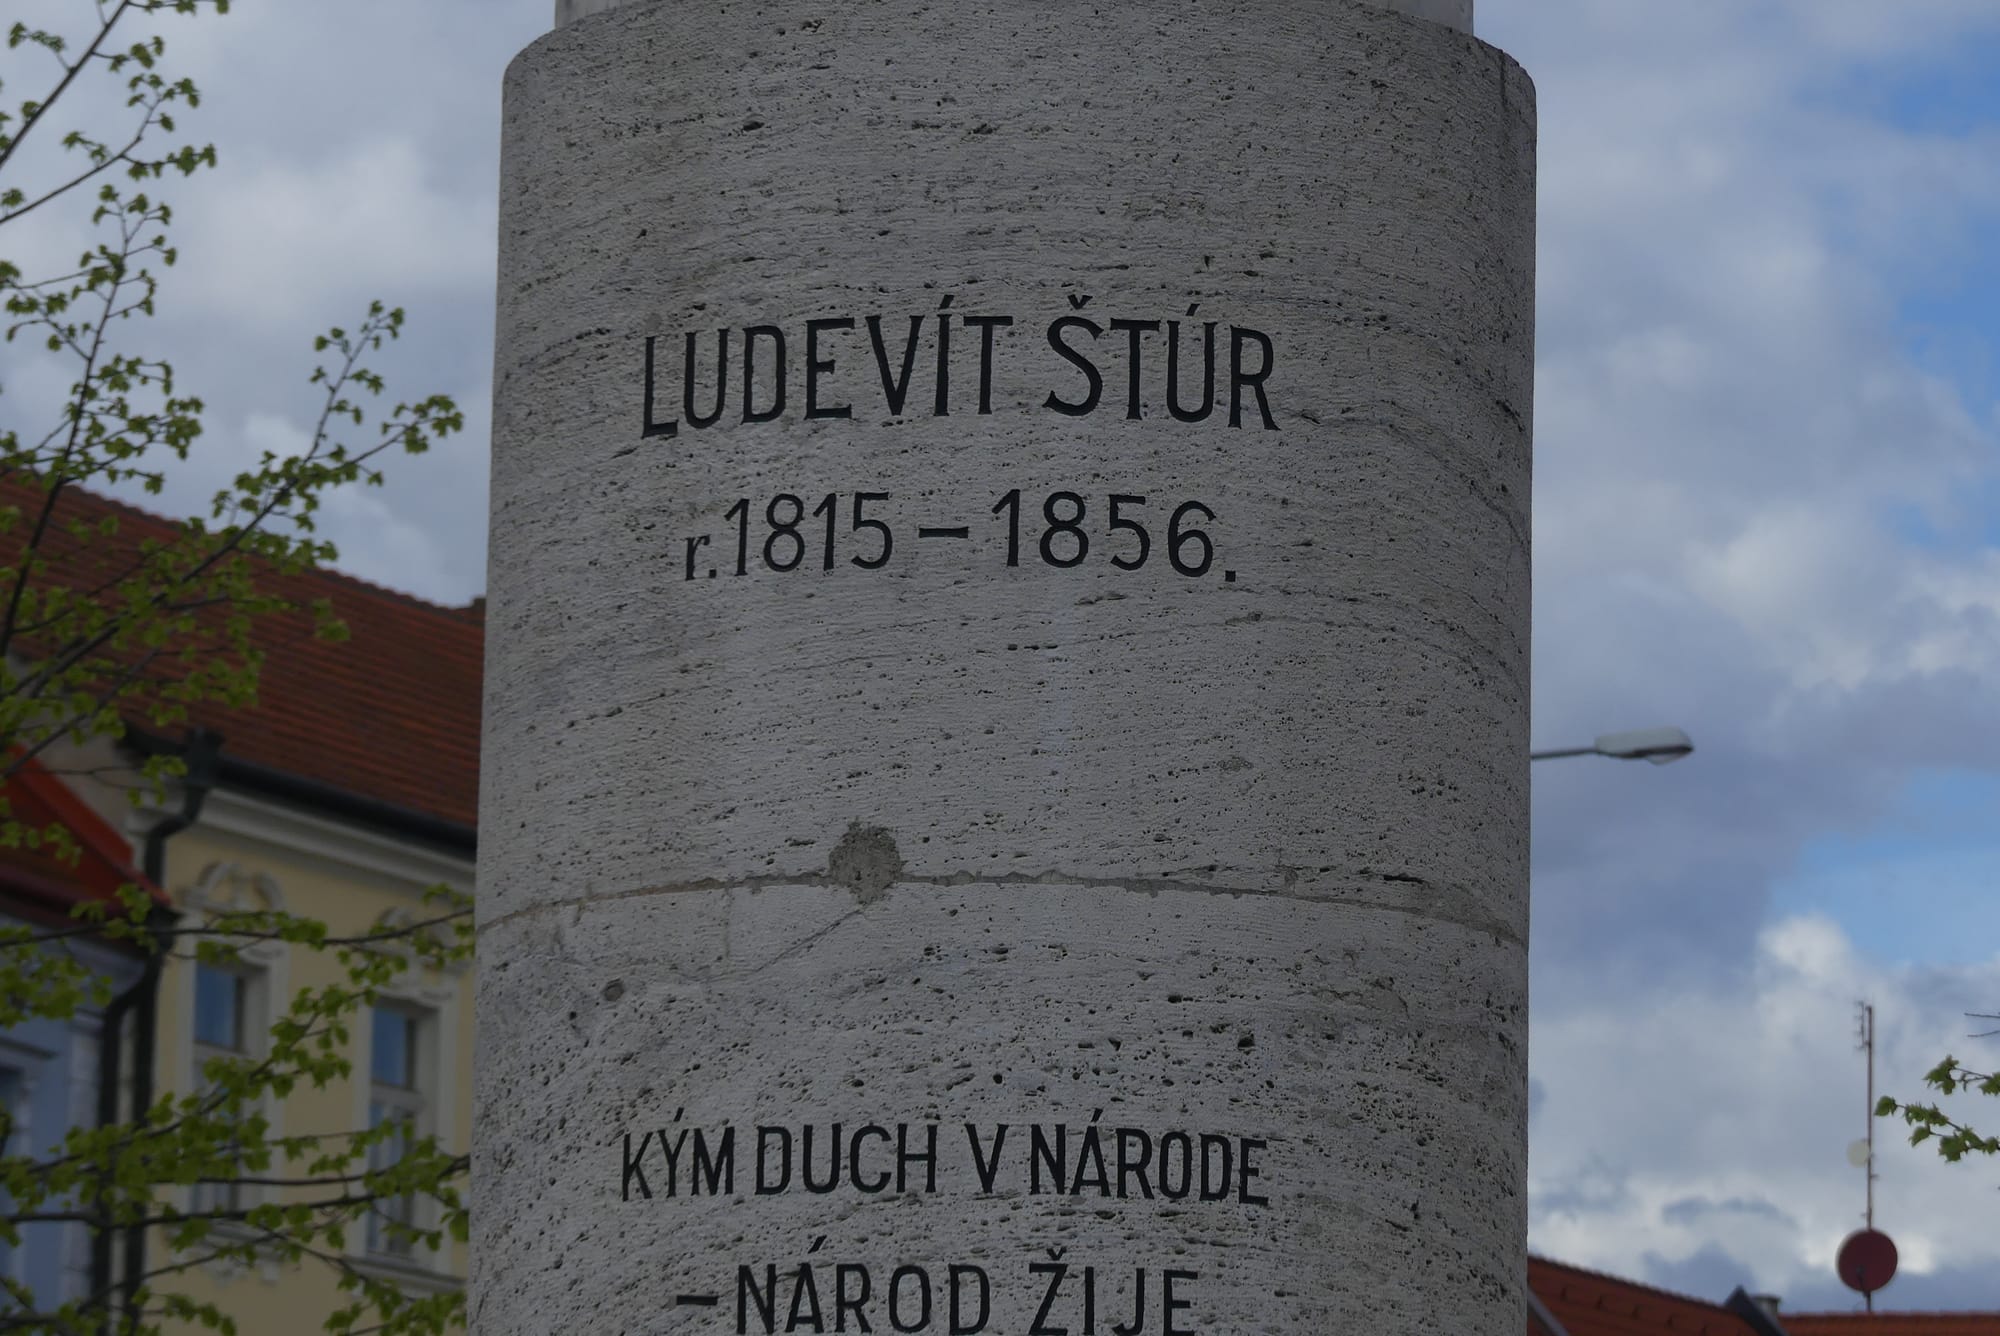 LUDEVÍT ŠTÚR
r. 1815 – 1856.
KÝM DUCH V NÁRODE
– NÁROD ŽIJE